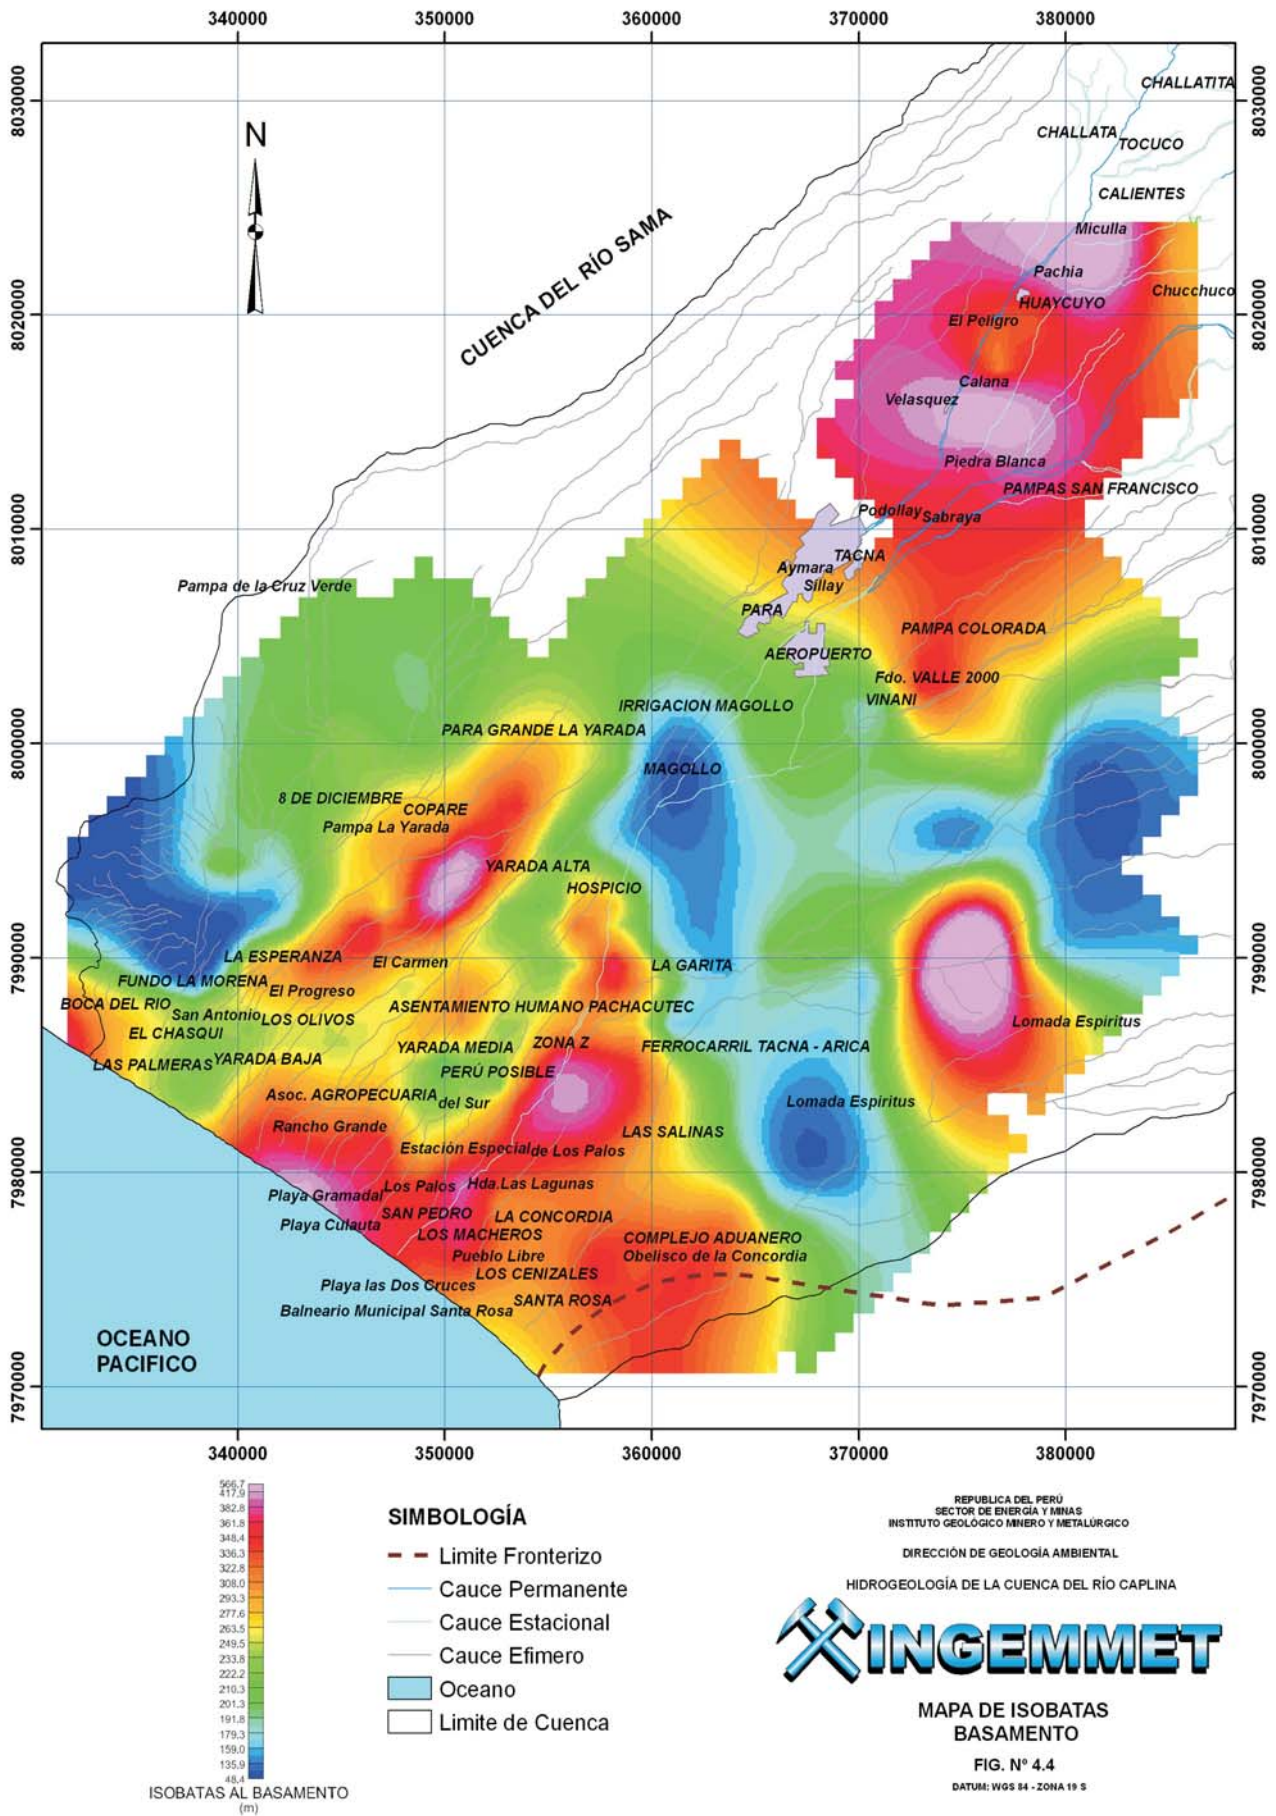 340000
350000
360000
370000
380000
8030000
8030000
CHALLATITA
CHALLATA
TOCUCO
N
CALIENTES
CUENCA DEL RÍO SAMA
Miculla
Pachia
Chucchuco
HUAYCUYO
8020000
8020000
El Peligro
Calana
Velasquez
Piedra Blanca
PAMPAS SAN FRANCISCO
Podollay
Sabraya
8010000
8010000
TACNA
Aymara
Sillay
Pampa de la Cruz Verde
PARA
PAMPA COLORADA
AEROPUERTO
Fdo. VALLE 2000
VINANI
IRRIGACION MAGOLLO
PARA GRANDE LA YARADA
8000000
8000000
MAGOLLO
8 DE DICIEMBRE
COPARE
Pampa La Yarada
YARADA ALTA
HOSPICIO
LA ESPERANZA
El Carmen
LA GARITA
7990000
7990000
FUNDO LA MORENA
El Progreso
BOCA DEL RIO
San Antonio
LOS OLIVOS
ASENTAMIENTO HUMANO PACHACUTEC
Lomada Espiritus
EL CHASQUI
YARADA MEDIA
ZONA Z
FERROCARRIL TACNA - ARICA
LAS PALMERAS
YARADA BAJA
PERÚ POSIBLE
Asoc. AGROPECUARIA
del Sur
Lomada Espiritus
Rancho Grande
LAS SALINAS
Estación Especial
de Los Palos
7980000
7980000
Playa Gramadal
Los Palos
Hda.Las Lagunas
Playa Culauta
SAN PEDRO
LA CONCORDIA
LOS MACHEROS
COMPLEJO ADUANERO
Pueblo Libre
Obelisco de la Concordia
LOS CENIZALES
Playa las Dos Cruces
SANTA ROSA
Balneario Municipal Santa Rosa
OCEANO
PACIFICO
7970000
7970000
340000
350000
360000
370000
380000
566.7
417.9
382.8
361.8
348.4
336.3
322.8
308.0
293.3
277.6
263.5
249.5
233.8
222.2
210.3
201.3
191.8
179.3
159.0
135.9
48.4
ISOBATAS AL BASAMENTO
(m)
SIMBOLOGÍA
Limite Fronterizo
Cauce Permanente
Cauce Estacional
Cauce Efimero
Oceano
Limite de Cuenca
REPUBLICA DEL PERÚ
SECTOR DE ENERGÍA Y MINAS
INSTITUTO GEOLÓGICO MINERO Y METALÚRGICO
DIRECCIÓN DE GEOLOGÍA AMBIENTAL
HIDROGEOLOGÍA DE LA CUENCA DEL RÍO CAPLINA
INGEMMET
MAPA DE ISOBATAS
BASAMENTO
FIG. Nº 4.4
DATUM: WGS 84 - ZONA 19 S